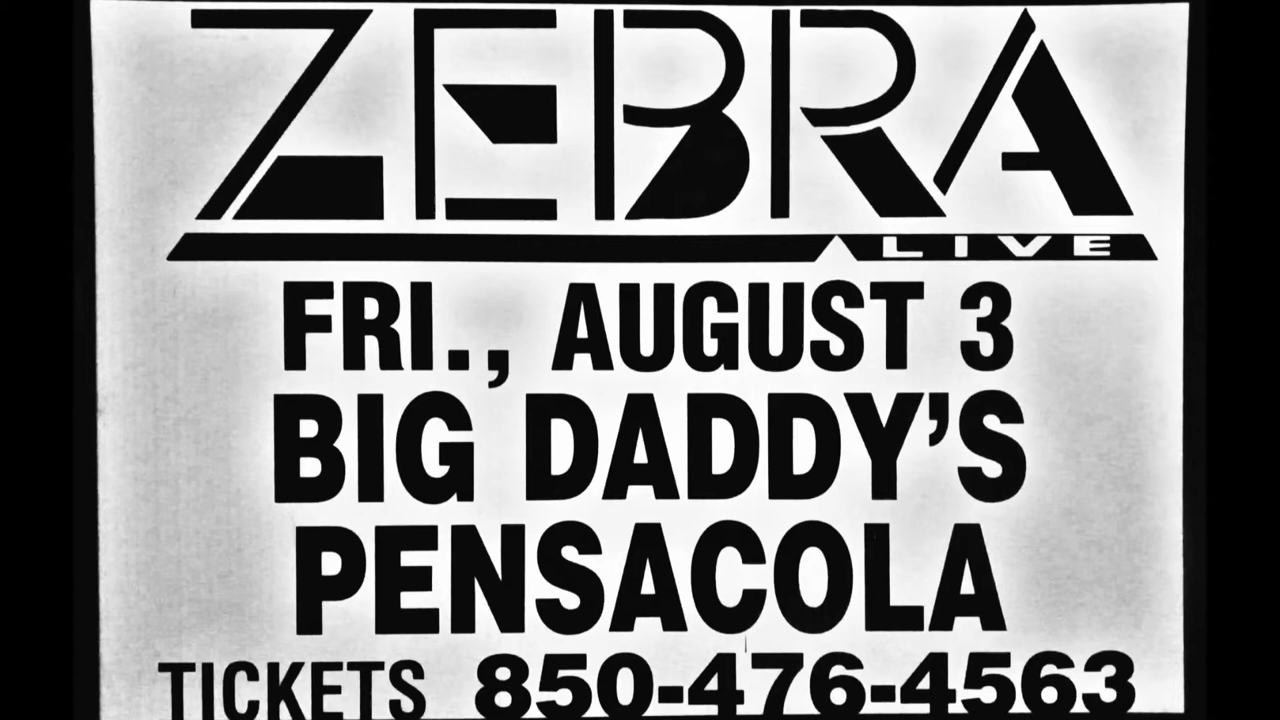 ZEBRA
LIVE
FRI., AUGUST 3
BIG DADDY'S
PENSACOLA
TICKETS 850-476-4563